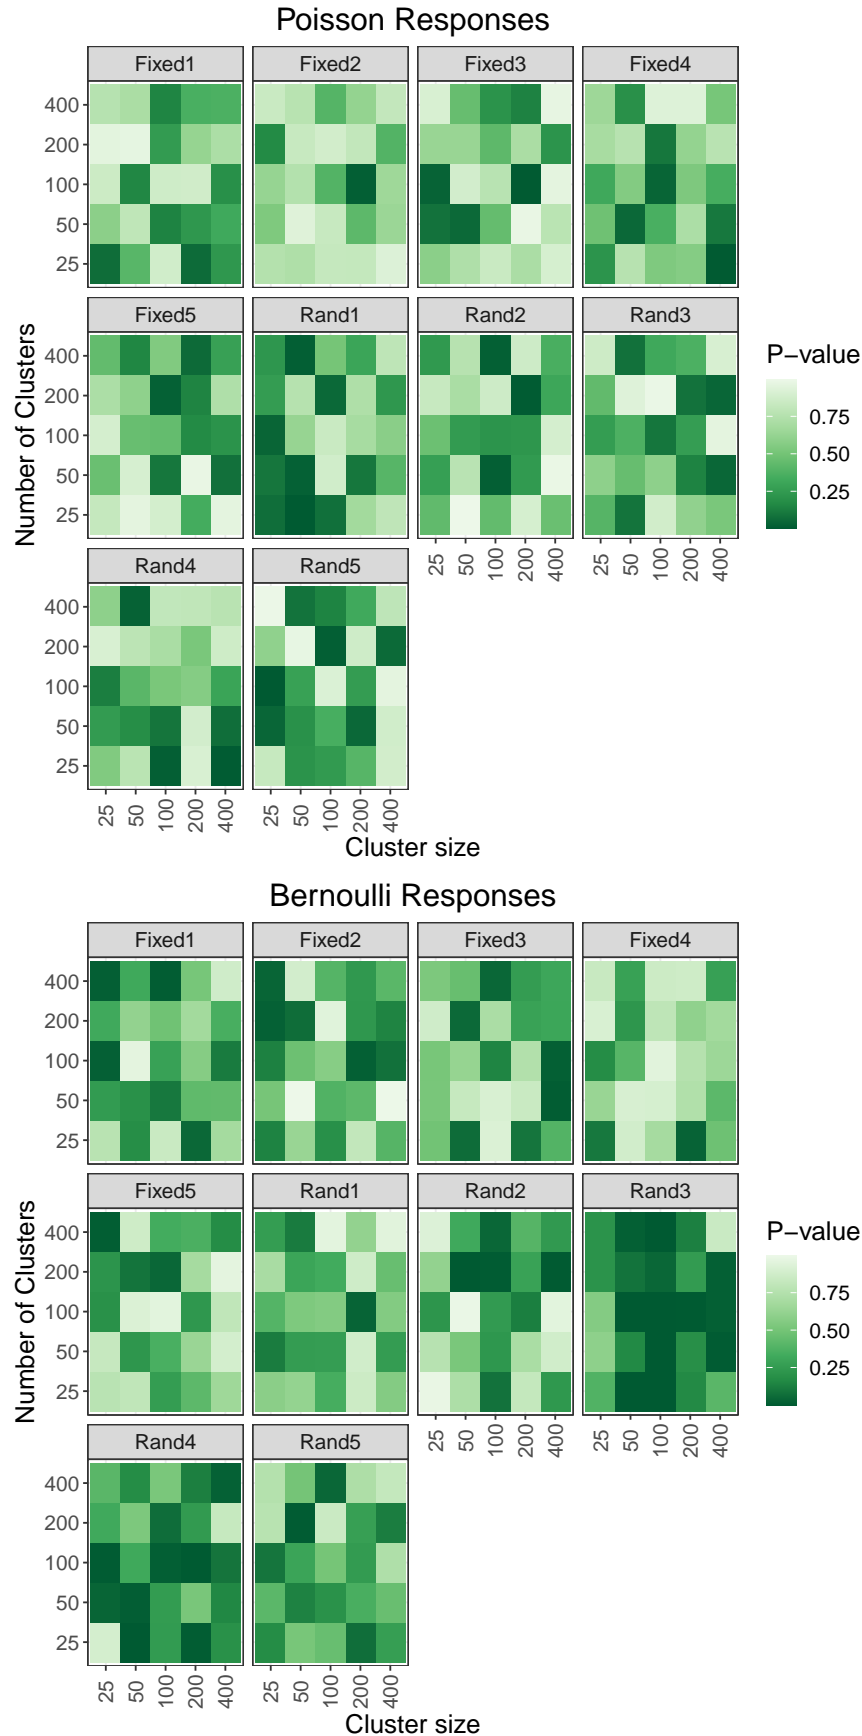 Poisson Responses
Fixed1 Fixed2 Fixed3 Fixed4
400
200
100
50
25
Fixed5 Rand1 Rand2 Rand3
Number of Clusters
400
200
100
50
25
25 50 100 200 400 25 50 100 200 400
P−value
0.75
0.50
0.25
Rand4 Rand5
400
200
100
50
25
25 50 100 200 400 25 50 100 200 400
Cluster size
Bernoulli Responses
Fixed1 Fixed2 Fixed3 Fixed4
400
200
100
50
25
Fixed5 Rand1 Rand2 Rand3
Number of Clusters
400
200
100
50
25
25 50 100 200 400 25 50 100 200 400
P−value
0.75
0.50
0.25
Rand4 Rand5
400
200
100
50
25
25 50 100 200 400 25 50 100 200 400
Cluster size